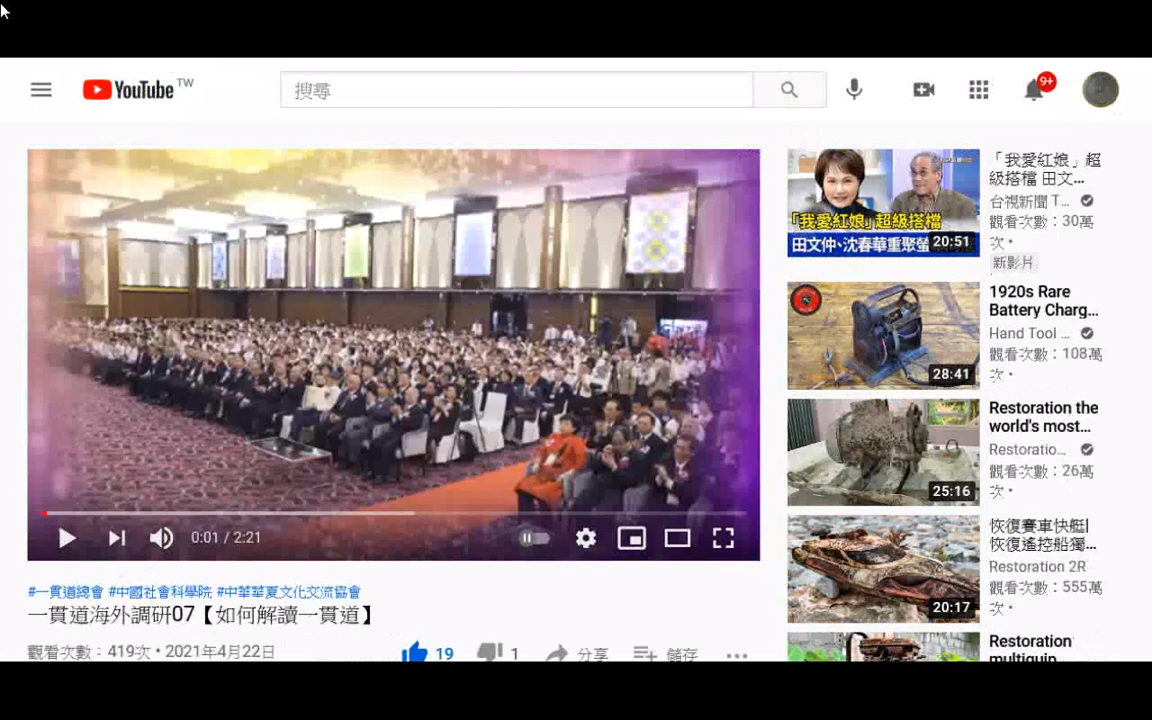 YouTube TW
搜尋
9+
0:01 / 2:21
#一貫道總會 #中國社會科學院 #中華華夏文化交流協會
一貫道海外調研07【如何解讀一貫道】
觀看次數：419次 • 2021年4月22日
19
1
分享
儲存
「我愛紅娘」超級搭檔
田文仲、沈春華重聚螢
20:51
「我愛紅娘」超
級搭檔 田文...
台視新聞 T...
觀看次數：30萬
次 •
新影片
28:41
1920s Rare
Battery Charg...
Hand Tool ...
觀看次數：108萬
次 •
25:16
Restoration the
world's most...
Restoratio...
觀看次數：26萬
次 •
20:17
恢復賽車快艇|
恢復遙控船獨...
Restoration 2R
觀看次數：555萬
次 •
Restoration
multiquip